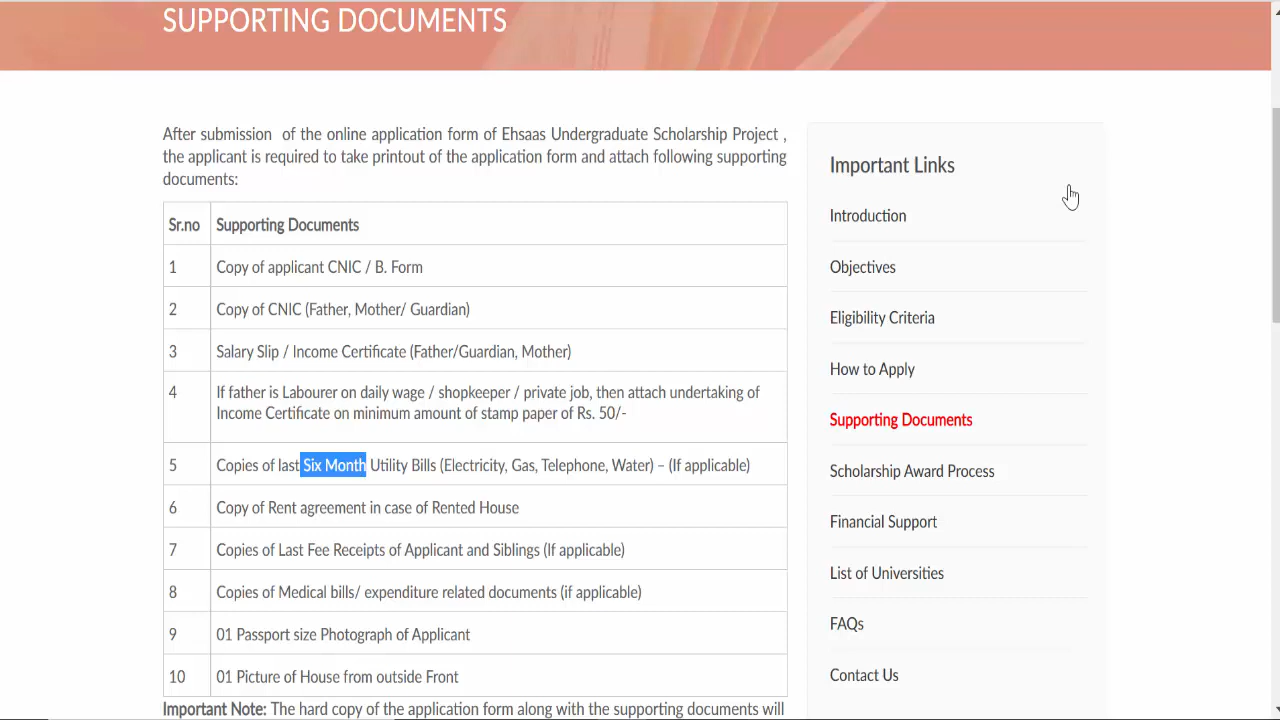 SUPPORTING DOCUMENTS
After submission of the online application form of Ehsaas Undergraduate Scholarship Project ,
the applicant is required to take printout of the application form and attach following supporting
documents:
Sr.no Supporting Documents
1 Copy of applicant CNIC / B. Form
2 Copy of CNIC (Father, Mother/ Guardian)
3 Salary Slip / Income Certificate (Father/Guardian, Mother)
4 If father is Labourer on daily wage / shopkeeper / private job, then attach undertaking of
Income Certificate on minimum amount of stamp paper of Rs. 50/-
5 Copies of last Six Month Utility Bills (Electricity, Gas, Telephone, Water) – (If applicable)
6 Copy of Rent agreement in case of Rented House
7 Copies of Last Fee Receipts of Applicant and Siblings (If applicable)
8 Copies of Medical bills/ expenditure related documents (if applicable)
9 01 Passport size Photograph of Applicant
10 01 Picture of House from outside Front
Important Note: The hard copy of the application form along with the supporting documents will
Important Links
Introduction
Objectives
Eligibility Criteria
How to Apply
Supporting Documents
Scholarship Award Process
Financial Support
List of Universities
FAQs
Contact Us